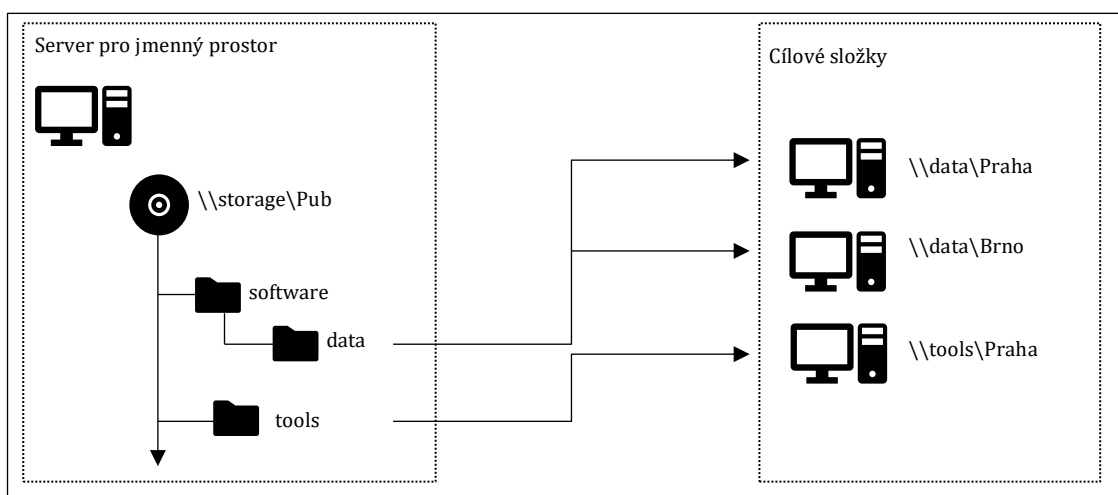 Server pro jmenný prostor
\\storage\Pub
software
data
tools
Cílové složky
\\data\Praha
\\data\Brno
\\tools\Praha